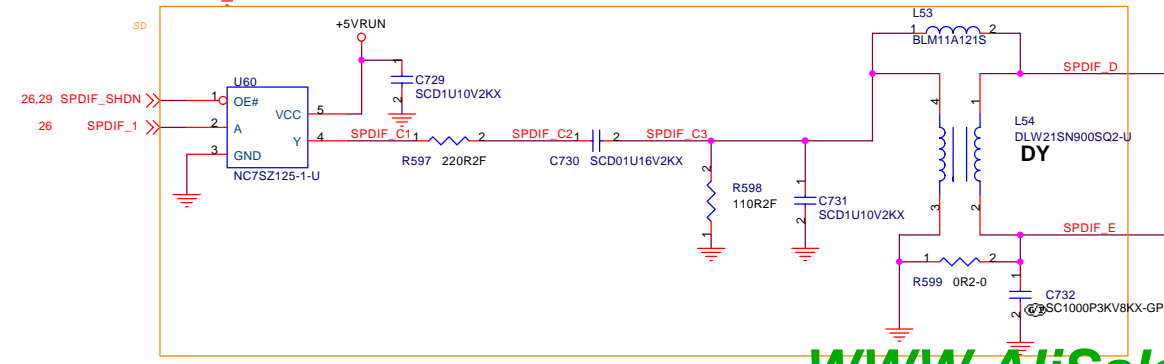 SD
+5VRUN
L53
1 2
BLM11A121S
SPDIF_D
U60
1
C729
2
SCD1U10V2KX
26,29 SPDIF_SHDN
1
OE#
VCC
5
26 SPDIF_1
2
A
Y
4
SPDIF_C1
1 2
SPDIF_C2
1 2
SPDIF_C3
3
GND
R597 220R2F
C730 SCD01U16V2KX
NC7SZ125-1-U
4
1
L54
DLW21SN900SQ2-U
DY
2
R598
110R2F
1
1
C731
2
SCD1U10V2KX
3
2
SPDIF_E
1 2
R599 0R2-0
1
C732
2
SC1000P3KV8KX-GP
WWW.AliSal